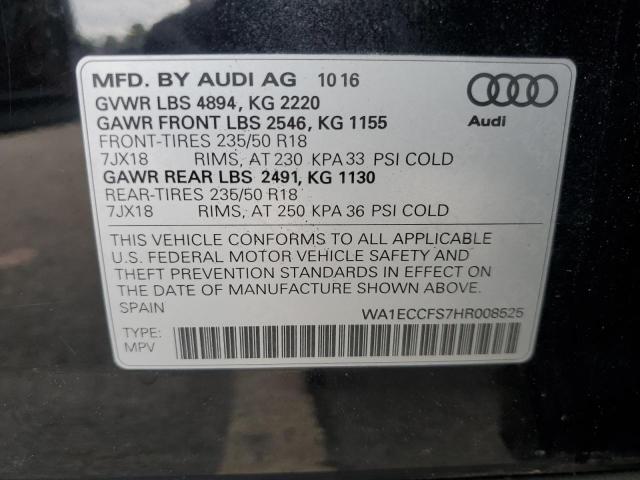 MFD. BY AUDI AG 10 16
GVWR LBS 4894, KG 2220
GAWR FRONT LBS 2546, KG 1155
FRONT-TIRES 235/50 R18
7JX18 RIMS, AT 230 KPA 33 PSI COLD
GAWR REAR LBS 2491, KG 1130
REAR-TIRES 235/50 R18
7JX18 RIMS, AT 250 KPA 36 PSI COLD
Audi
THIS VEHICLE CONFORMS TO ALL APPLICABLE
U.S. FEDERAL MOTOR VEHICLE SAFETY AND
THEFT PREVENTION STANDARDS IN EFFECT ON
THE DATE OF MANUFACTURE SHOWN ABOVE.
SPAIN WA1ECCFS7HR008525
TYPE:
MPV